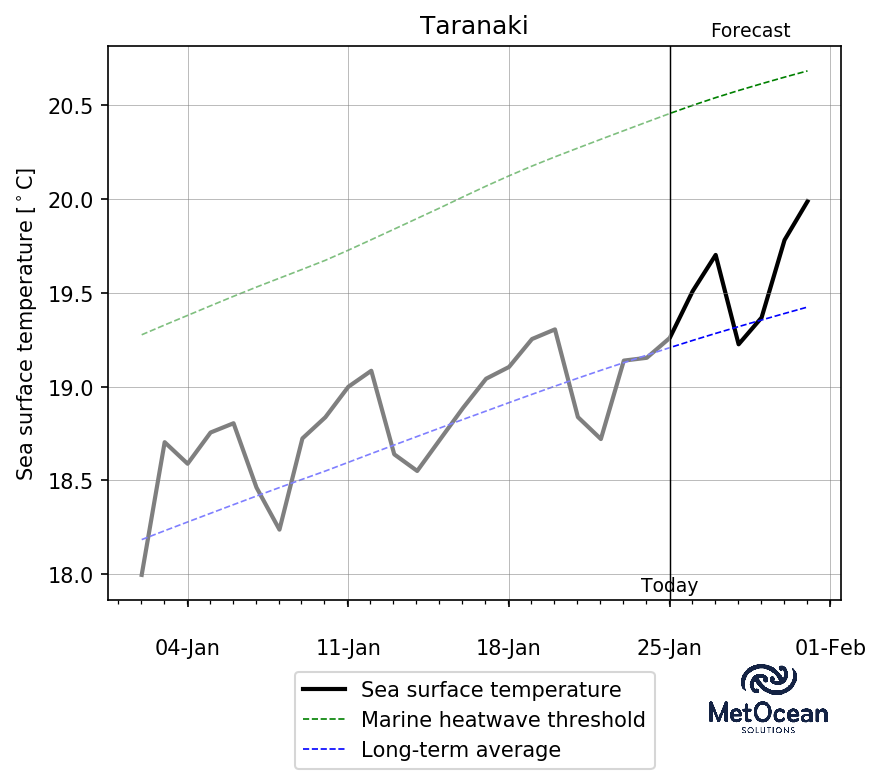 Taranaki
Forecast
Sea surface temperature [°C]
20.5
20.0
19.5
19.0
18.5
18.0
Today
04-Jan 11-Jan 18-Jan 25-Jan 01-Feb
Sea surface temperature
Marine heatwave threshold
Long-term average
MetOcean
SOLUTIONS